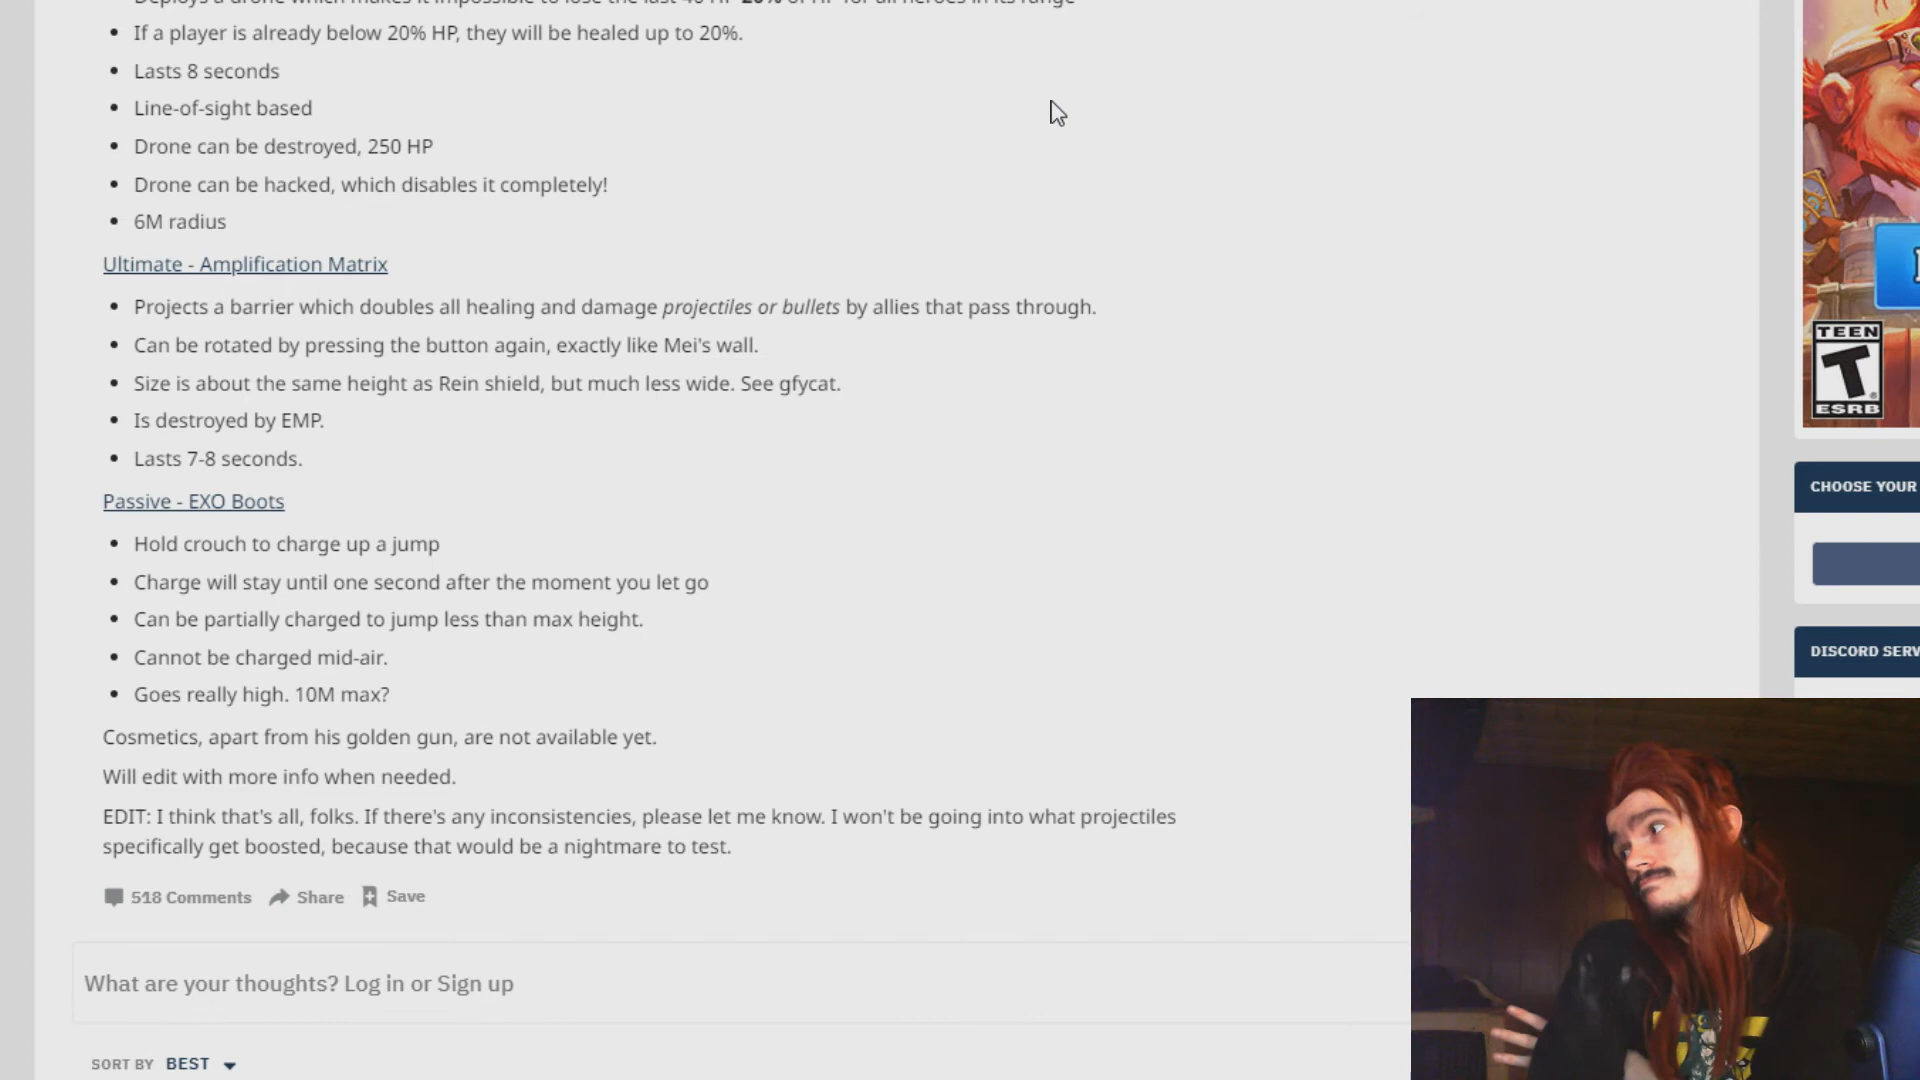 If a player is already below 20% HP, they will be healed up to 20%.
Lasts 8 seconds
Line-of-sight based
Drone can be destroyed, 250 HP
Drone can be hacked, which disables it completely!
6M radius
Ultimate - Amplification Matrix
Projects a barrier which doubles all healing and damage projectiles or bullets by allies that pass through.
Can be rotated by pressing the button again, exactly like Mei's wall.
Size is about the same height as Rein shield, but much less wide. See gfycat.
Is destroyed by EMP.
Lasts 7-8 seconds.
Passive - EXO Boots
Hold crouch to charge up a jump
Charge will stay until one second after the moment you let go
Can be partially charged to jump less than max height.
Cannot be charged mid-air.
Goes really high. 10M max?
Cosmetics, apart from his golden gun, are not available yet.
Will edit with more info when needed.
EDIT: I think that's all, folks. If there's any inconsistencies, please let me know. I won't be going into what projectiles
specifically get boosted, because that would be a nightmare to test.
518 Comments Share Save
What are your thoughts? Log in or Sign up
SORT BY BEST
TEEN
T
ESRB
CHOOSE YOUR
DISCORD SERV